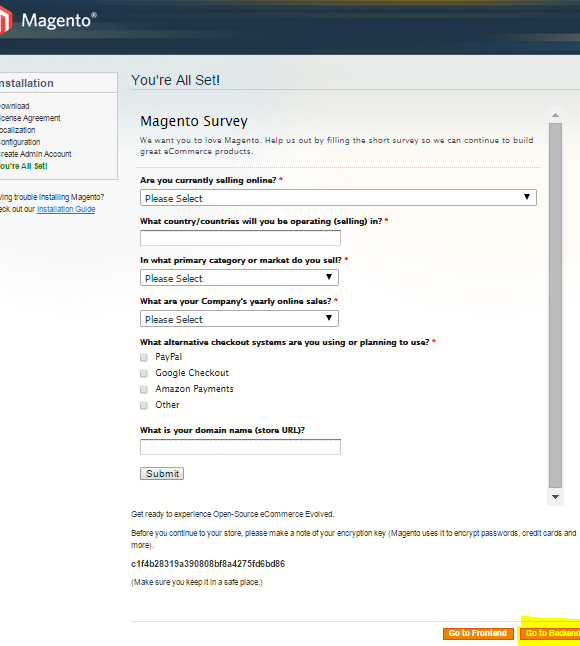 Magento®
nstallation
You're All Set!
ownload
icense Agreement
ocalization
onfiguration
reate Admin Account
ou're All Set!
ving trouble installing Magento?
eck out our Installation Guide
Magento Survey
We want you to love Magento. Help us out by filling the short survey so we can continue to build
great eCommerce products.
Are you currently selling online? *
Please Select
What country/countries will you be operating (selling) in? *
In what primary category or market do you sell? *
Please Select
What are your Company's yearly online sales? *
Please Select
What alternative checkout systems are you using or planning to use? *
PayPal
Google Checkout
Amazon Payments
Other
What is your domain name (store URL)?
Submit
Get ready to experience Open-Source eCommerce Evolved.
Before you continue to your store, please make a note of your encryption key (Magento uses it to encrypt passwords, credit cards and
more).
c1f4b28319a390808bf8a4275fd6bd86
(Make sure you keep it in a safe place.)
Go to Frontend
Go to Backend